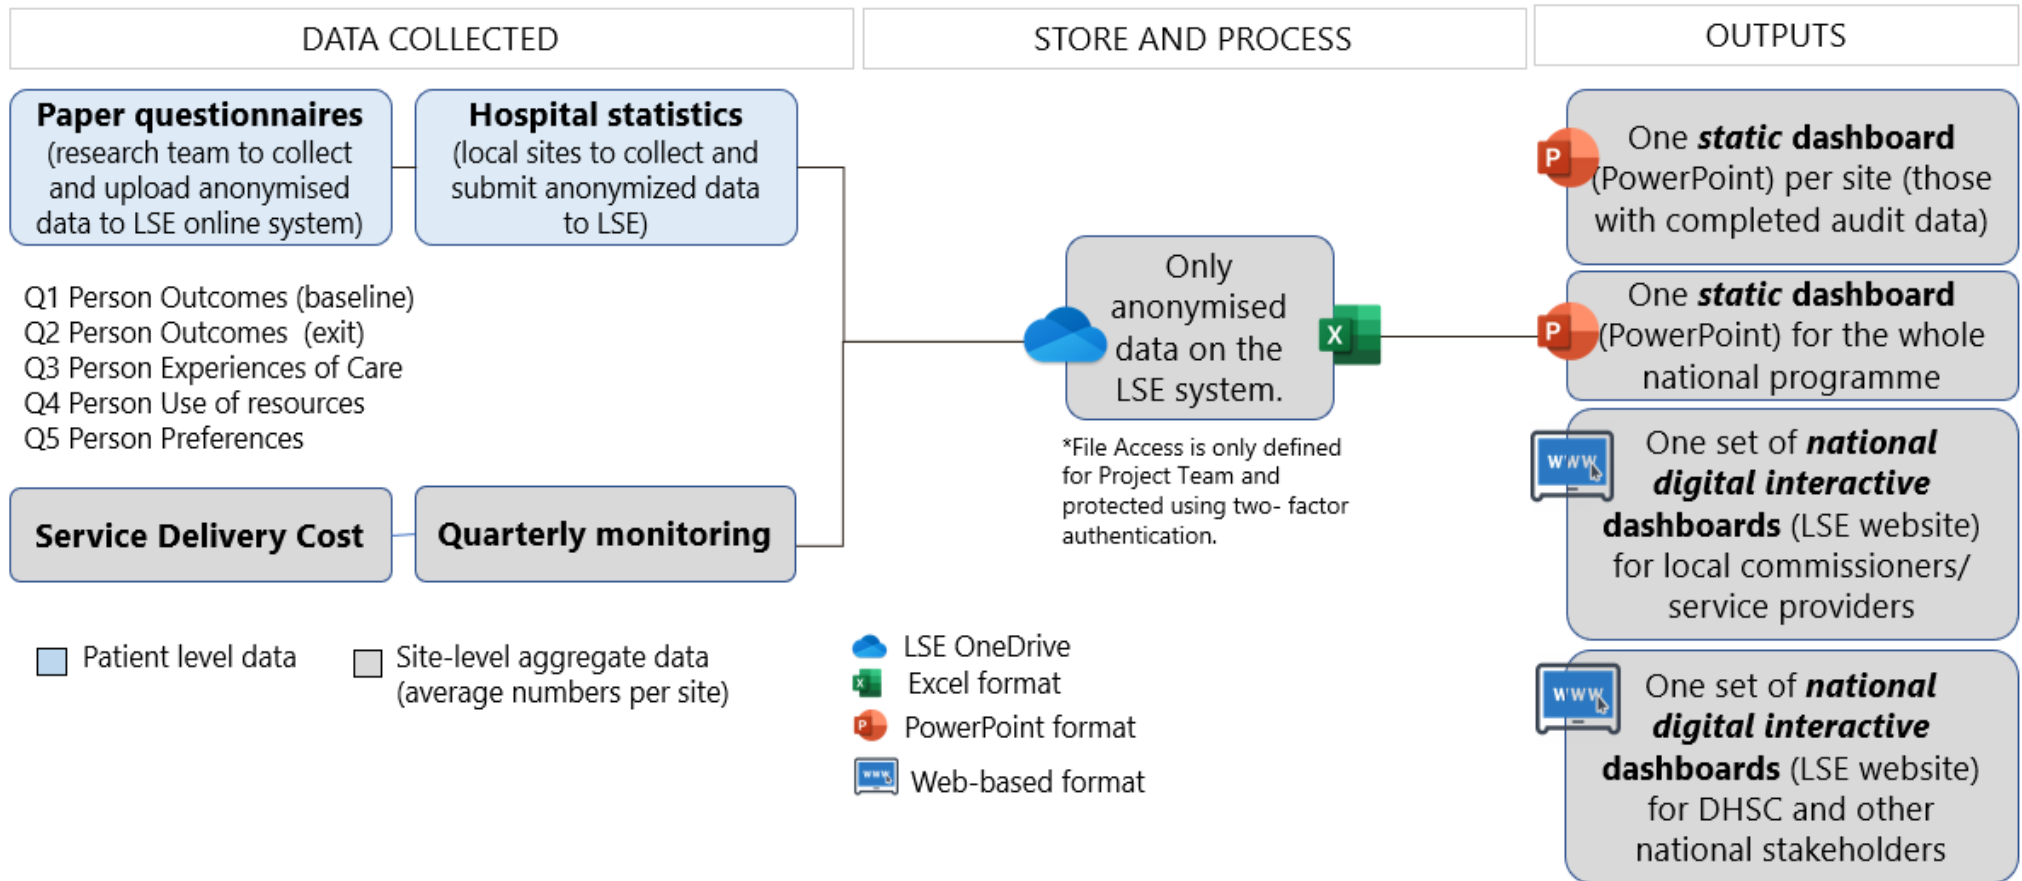 DATA COLLECTED
STORE AND PROCESS
OUTPUTS
Paper questionnaires
(research team to collect
and upload anonymised
data to LSE online system)
Hospital statistics
(local sites to collect and
submit anonymized data
to LSE)
Q1 Person Outcomes (baseline)
Q2 Person Outcomes (exit)
Q3 Person Experiences of Care
Q4 Person Use of resources
Q5 Person Preferences
Service Delivery Cost
Quarterly monitoring
Patient level data
Site-level aggregate data
(average numbers per site)
Only
anonymised
data on the
LSE system.
X
*File Access is only defined
for Project Team and
protected using two- factor
authentication.
LSE OneDrive
X
Excel format
P
PowerPoint format
www
Web-based format
P
One static dashboard
(PowerPoint) per site (those
with completed audit data)
P
One static dashboard
(PowerPoint) for the whole
national programme
www
One set of national
digital interactive
dashboards (LSE website)
for local commissioners/
service providers
www
One set of national
digital interactive
dashboards (LSE website)
for DHSC and other
national stakeholders